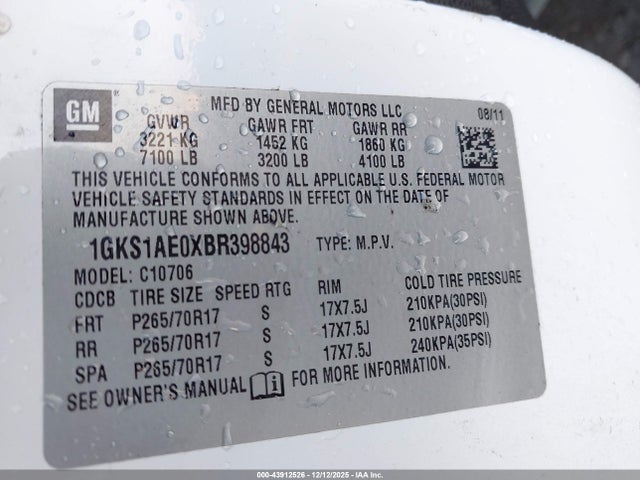 GM
MFD BY GENERAL MOTORS LLC 08/11
GVWR GAWR FRT GAWR RR
3221 KG 1452 KG 1860 KG
7100 LB 3200 LB 4100 LB
THIS VEHICLE CONFORMS TO ALL APPLICABLE U.S. FEDERAL MOTOR
VEHICLE SAFETY STANDARDS IN EFFECT ON THE DATE OF
MANUFACTURE SHOWN ABOVE.
1GKS1AE0XBR398843 TYPE: M.P.V.
MODEL: C10706
CDCB TIRE SIZE SPEED RTG RIM COLD TIRE PRESSURE
FRT P265/70R17 S 17X7.5J 210KPA(30PSI)
RR P265/70R17 S 17X7.5J 210KPA(30PSI)
SPA P265/70R17 S 17X7.5J 240KPA(35PSI)
SEE OWNER'S MANUAL FOR MORE INFORMATION.
000-43912526 - 12/12/2025 - IAA Inc.